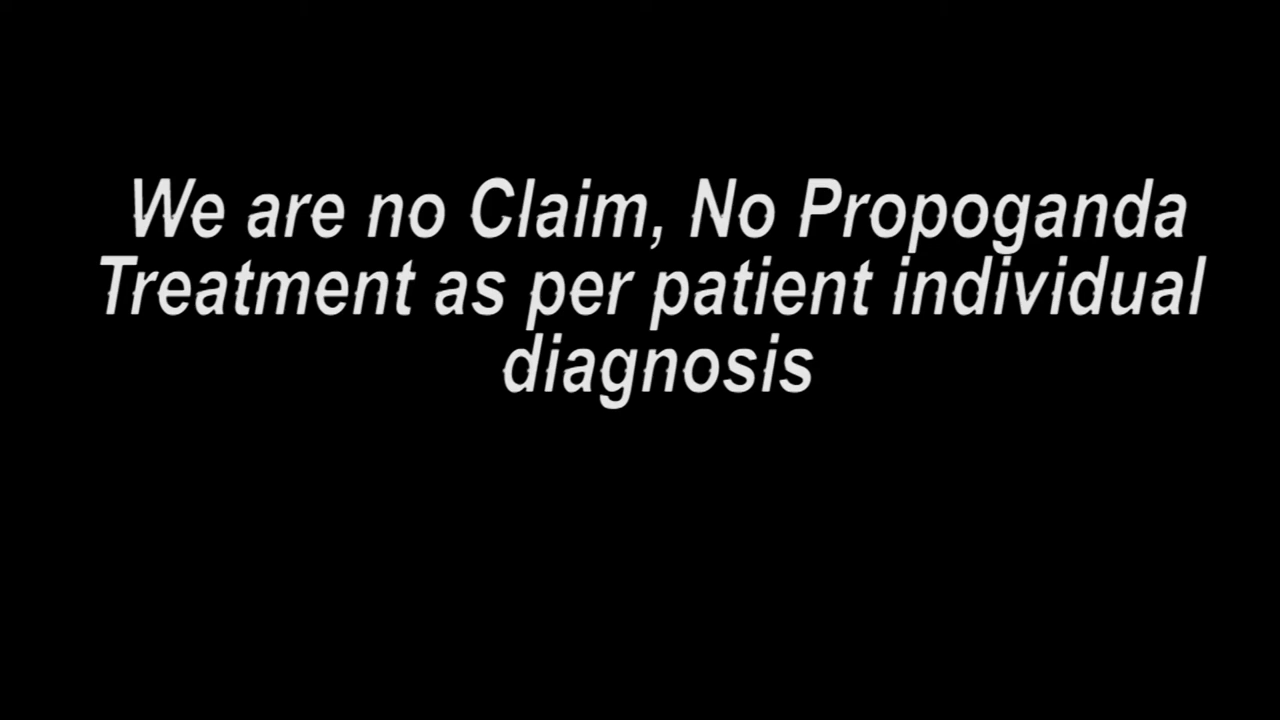 We are no Claim, No Propoganda
Treatment as per patient individual
diagnosis